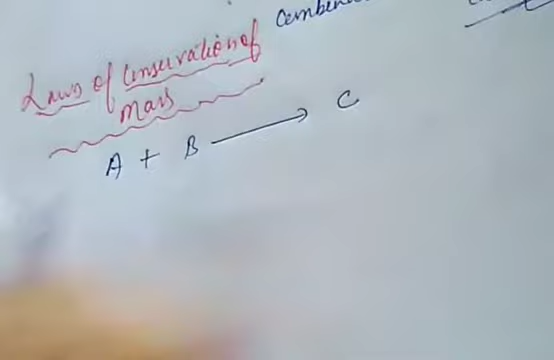 Laws of Conservation of
Mass
A + B ⟶ C